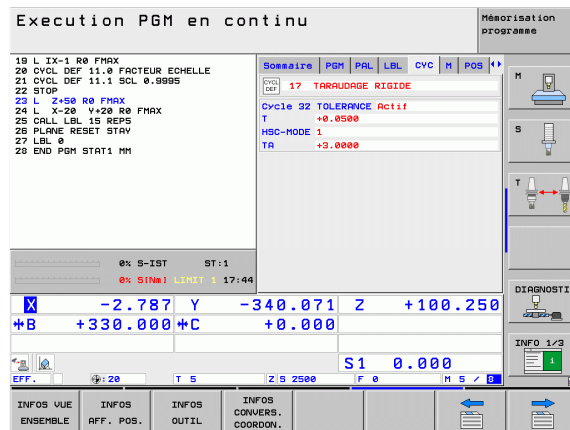 Execution PGM en continu
Mémorisation
programme
19 L IX-1 R0 FMAX
20 CYCL DEF 11.0 FACTEUR ECHELLE
21 CYCL DEF 11.1 SCL 0.9995
22 STOP
23 L Z+50 R0 FMAX
24 L X-20 Y+20 R0 FMAX
25 CALL LBL 15 REP5
26 PLANE RESET STAY
27 LBL 0
28 END PGM STAT1 MM
Sommaire PGM PAL LBL CYC M POS
CYCL
DEF
17 TARAUDAGE RIGIDE
Cycle 32 TOLERANCE Actif
T +0.0500
HSC-MODE 1
TA +3.0000
0% S-IST ST:1
0% S[Nm] LIMIT 1 17:44
X -2.787 Y -340.071 Z +100.250
B +330.000 C +0.000
S1 0.000
EFF. : 20 T 5 Z S 2500 F 0 M 5 / 8
M
S
T
DIAGNOSTI
INFO 1/3
1
INFOS VUE
ENSEMBLE
INFOS
AFF. POS.
INFOS
OUTIL
INFOS
CONVERS.
COORDON.